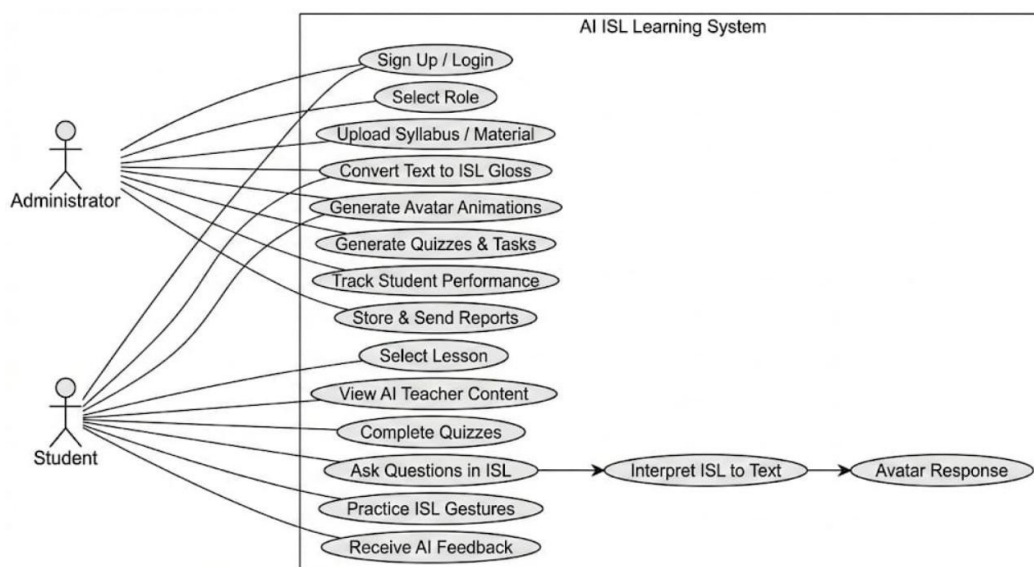 AI ISL Learning System
Sign Up / Login
Select Role
Upload Syllabus / Material
Administrator
Convert Text to ISL Gloss
Generate Avatar Animations
Generate Quizzes & Tasks
Track Student Performance
Store & Send Reports
Select Lesson
View AI Teacher Content
Student
Complete Quizzes
Ask Questions in ISL
Interpret ISL to Text
Avatar Response
Practice ISL Gestures
Receive AI Feedback